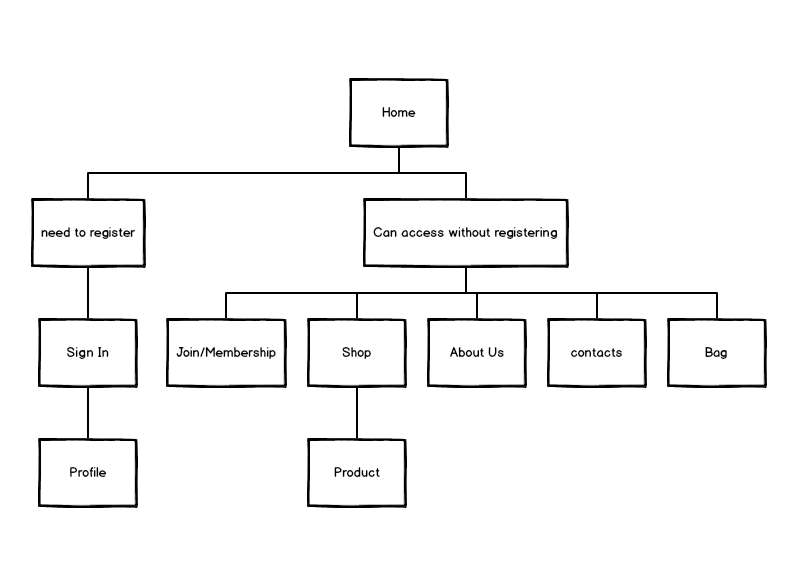 Home
need to register
Can access without registering
Sign In
Join/Membership
Shop
About Us
contacts
Bag
Profile
Product